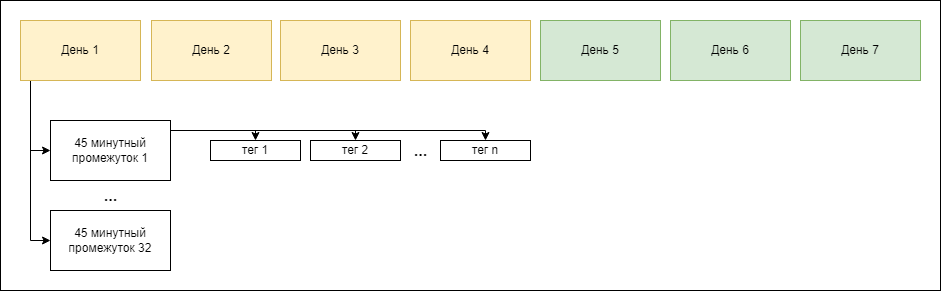 День 1
День 2
День 3
День 4
День 5
День 6
День 7
45 минутный
промежуток 1
тег 1
тег 2
...
тег n
...
45 минутный
промежуток 32